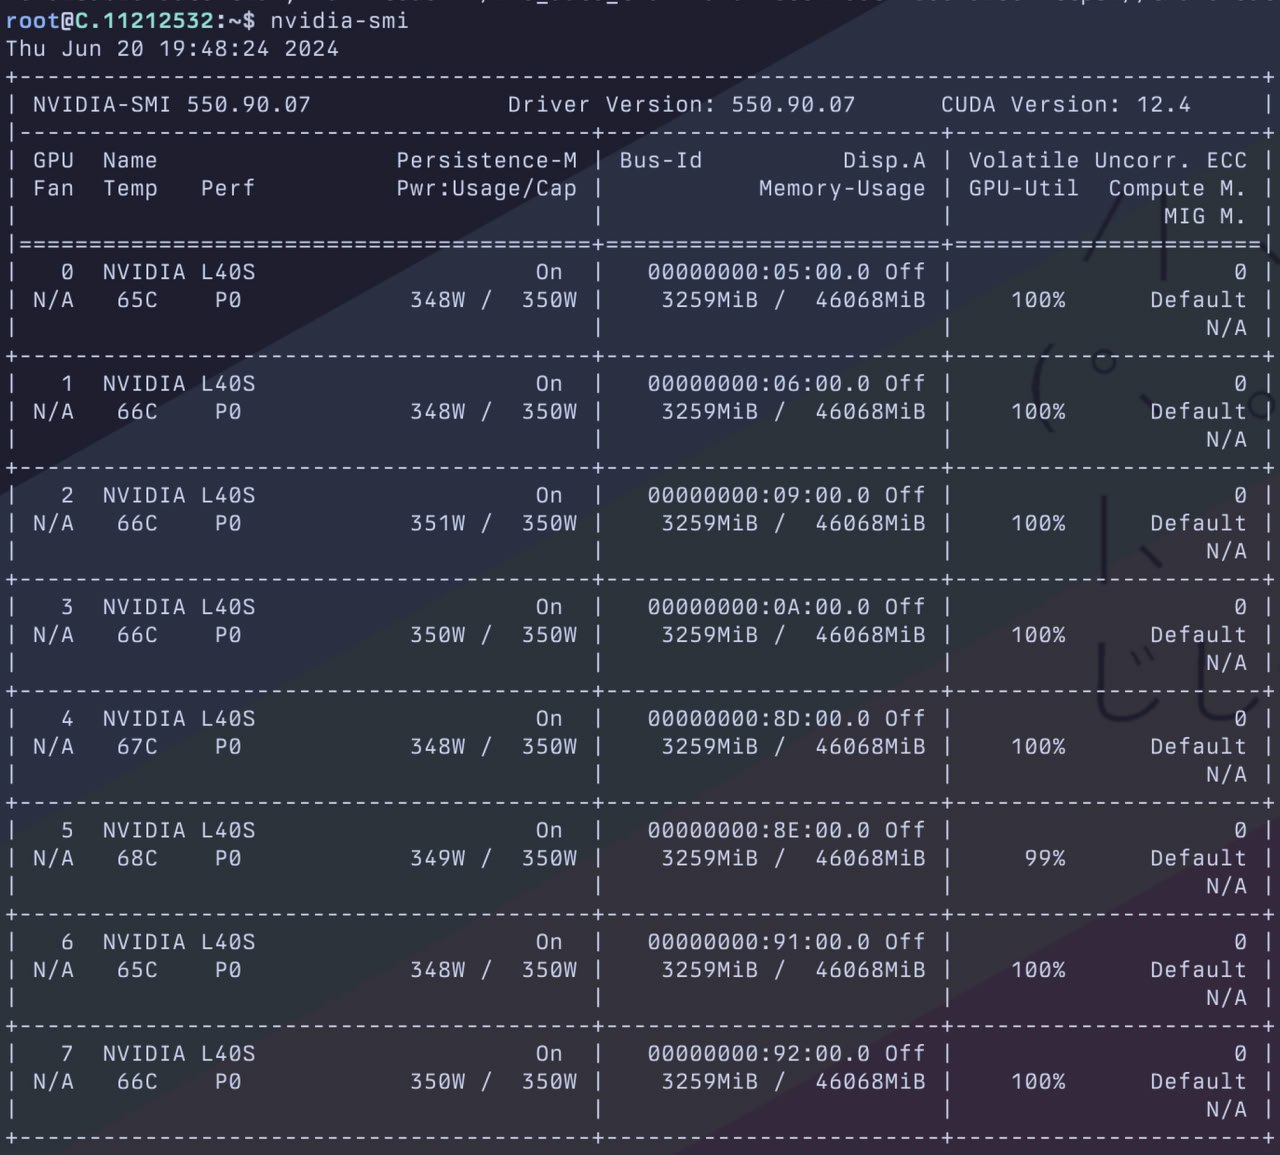 root@C.11212532:~$ nvidia-smi
Thu Jun 20 19:48:24 2024
+-----------------------------------------------------------------------------------------+
| NVIDIA-SMI 550.90.07              Driver Version: 550.90.07      CUDA Version: 12.4     |
|-----------------------------------------+------------------------+----------------------+
| GPU  Name                 Persistence-M | Bus-Id          Disp.A | Volatile Uncorr. ECC |
| Fan  Temp   Perf          Pwr:Usage/Cap |           Memory-Usage | GPU-Util  Compute M. |
|                                         |                        |               MIG M. |
|=========================================+========================+======================|
|   0  NVIDIA L40S                    On  |   00000000:05:00.0 Off |                    0 |
| N/A   65C    P0            348W /  350W |    3259MiB /  46068MiB |    100%      Default |
|                                         |                        |                  N/A |
+-----------------------------------------+------------------------+----------------------+
|   1  NVIDIA L40S                    On  |   00000000:06:00.0 Off |                    0 |
| N/A   66C    P0            348W /  350W |    3259MiB /  46068MiB |    100%      Default |
|                                         |                        |                  N/A |
+-----------------------------------------+------------------------+----------------------+
|   2  NVIDIA L40S                    On  |   00000000:09:00.0 Off |                    0 |
| N/A   66C    P0            351W /  350W |    3259MiB /  46068MiB |    100%      Default |
|                                         |                        |                  N/A |
+-----------------------------------------+------------------------+----------------------+
|   3  NVIDIA L40S                    On  |   00000000:0A:00.0 Off |                    0 |
| N/A   66C    P0            350W /  350W |    3259MiB /  46068MiB |    100%      Default |
|                                         |                        |                  N/A |
+-----------------------------------------+------------------------+----------------------+
|   4  NVIDIA L40S                    On  |   00000000:8D:00.0 Off |                    0 |
| N/A   67C    P0            348W /  350W |    3259MiB /  46068MiB |    100%      Default |
|                                         |                        |                  N/A |
+-----------------------------------------+------------------------+----------------------+
|   5  NVIDIA L40S                    On  |   00000000:8E:00.0 Off |                    0 |
| N/A   68C    P0            349W /  350W |    3259MiB /  46068MiB |     99%      Default |
|                                         |                        |                  N/A |
+-----------------------------------------+------------------------+----------------------+
|   6  NVIDIA L40S                    On  |   00000000:91:00.0 Off |                    0 |
| N/A   65C    P0            348W /  350W |    3259MiB /  46068MiB |    100%      Default |
|                                         |                        |                  N/A |
+-----------------------------------------+------------------------+----------------------+
|   7  NVIDIA L40S                    On  |   00000000:92:00.0 Off |                    0 |
| N/A   66C    P0            350W /  350W |    3259MiB /  46068MiB |    100%      Default |
|                                         |                        |                  N/A |
+-----------------------------------------+------------------------+----------------------+